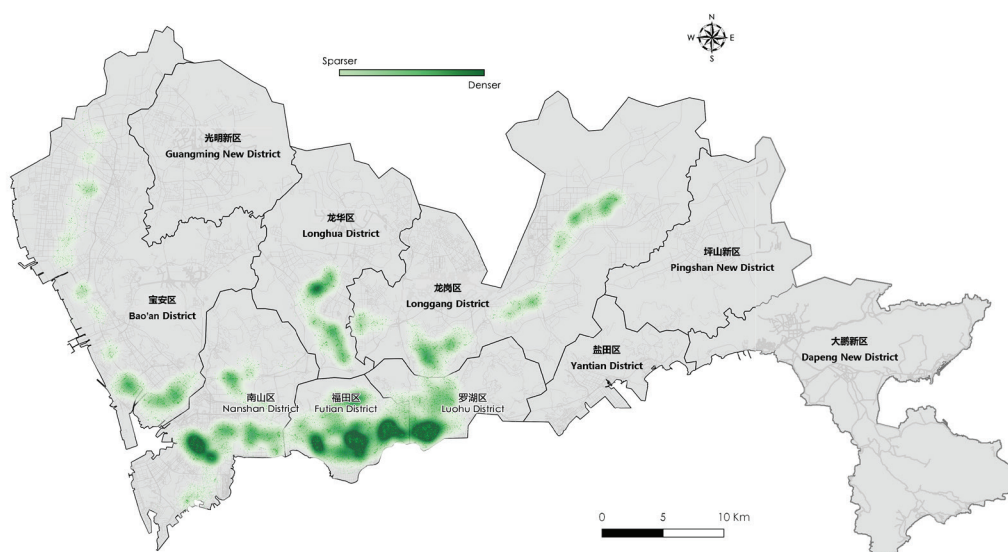 N
W E
S
Sparser
Denser
光明新区
Guangming New District
龙华区
Longhua District
龙岗区
Longgang District
坪山新区
Pingshan New District
宝安区
Bao'an District
大鹏新区
Dapeng New District
盐田区
Yantian District
南山区
Nanshan District
福田区
Futian District
罗湖区
Luohu District
0 5 10 Km